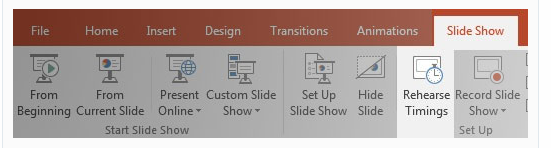 File Home Insert Design Transitions Animations Slide Show
From Beginning
From Current Slide
Present Online
Custom Slide Show
Set Up Slide Show
Hide Slide
Rehearse Timings
Record Slide Show
Start Slide Show
Set Up